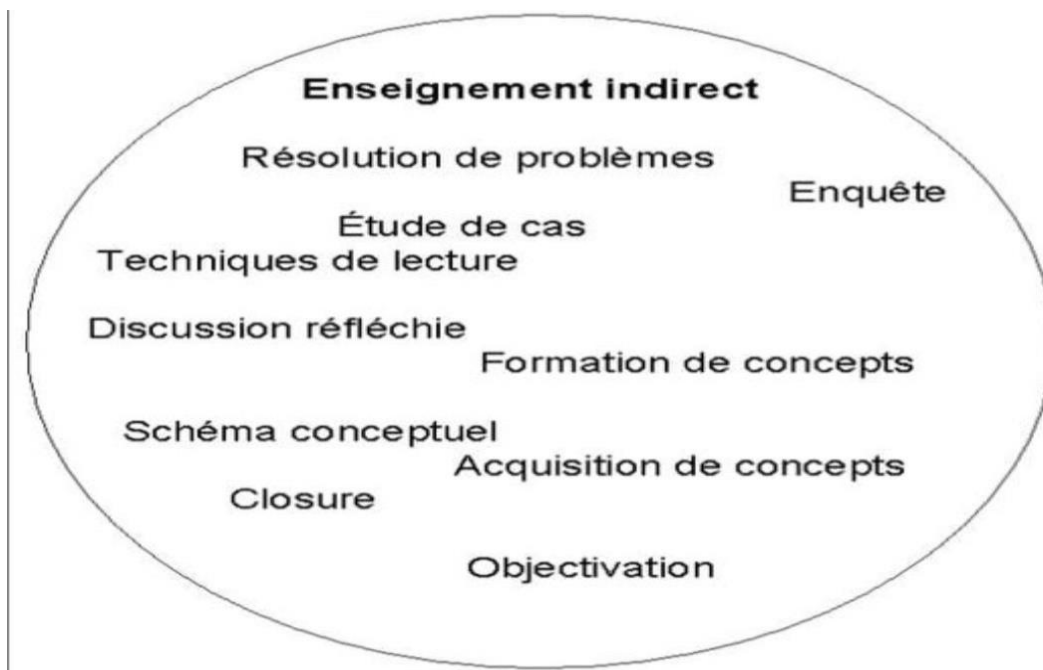 Enseignement indirect
Résolution de problèmes
Enquête
Étude de cas
Techniques de lecture
Discussion réfléchie
Formation de concepts
Schéma conceptuel
Acquisition de concepts
Closure
Objectivation